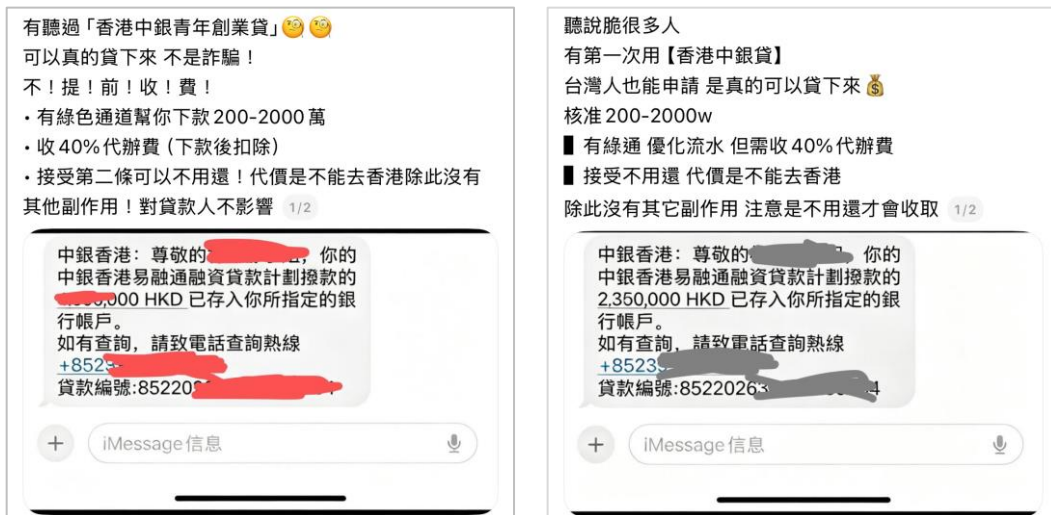 有聽過「香港中銀青年創業貸」🧐🧐
可以真的貸下來 不是詐騙！
不！提！前！收！費！
・有綠色通道幫你下款 200-2000 萬
・收 40% 代辦費（下款後扣除）
・接受第二條可以不用還！代價是不能去香港除此沒有
其他副作用！對貸款人不影響 1/2
中銀香港：尊敬的 你的
中銀香港易融通融資貸款計劃撥款的
000 HKD 已存入你所指定的銀
行帳戶。
如有查詢，請致電話查詢熱線
+852
貸款編號:85220
iMessage 信息
聽說脆很多人
有第一次用【香港中銀貸】
台灣人也能申請 是真的可以貸下來 💰
核准 200-2000w
▋有綠通 優化流水 但需收 40% 代辦費
▋接受不用還 代價是不能去香港
除此沒有其它副作用 注意是不用還才會收取 1/2
中銀香港：尊敬的 你的
中銀香港易融通融資貸款計劃撥款的
2,350,000 HKD 已存入你所指定的銀
行帳戶。
如有查詢，請致電話查詢熱線
+8523
貸款編號:85220263 4
iMessage 信息